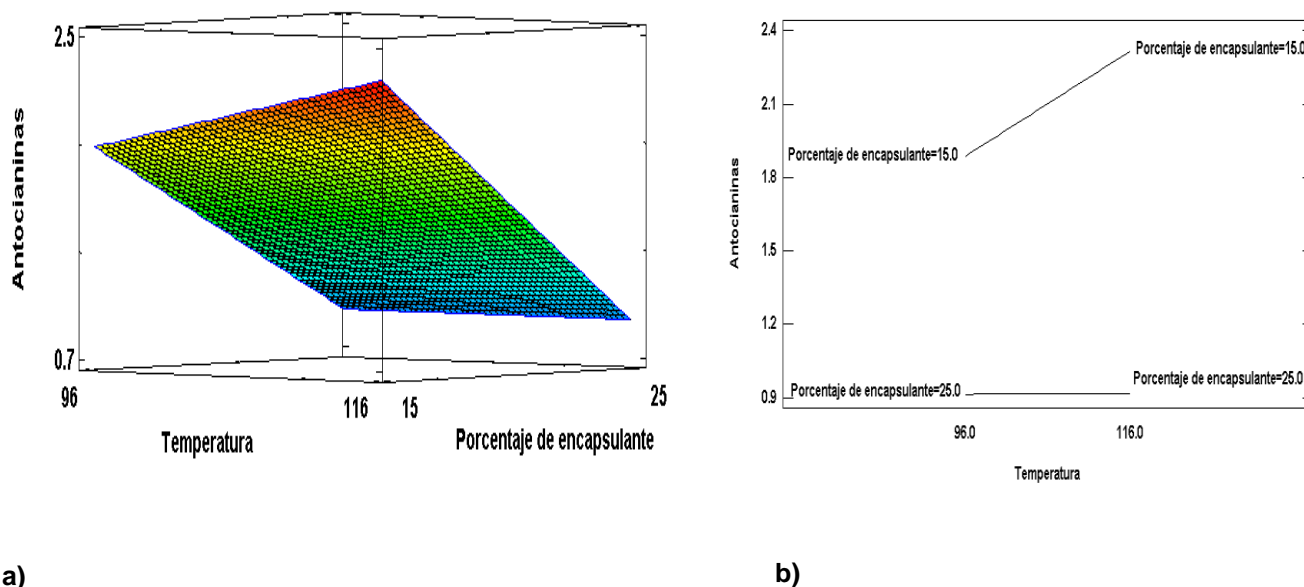 2.5
Antocianinas
0.7
96
116
15
25
Temperatura
Porcentaje de encapsulante
a)
2.4
2.1
1.8
1.5
1.2
0.9
Antocianinas
Porcentaje de encapsulante=15.0
Porcentaje de encapsulante=15.0
Porcentaje de encapsulante=25.0
Porcentaje de encapsulante=25.0
96.0
116.0
Temperatura
b)